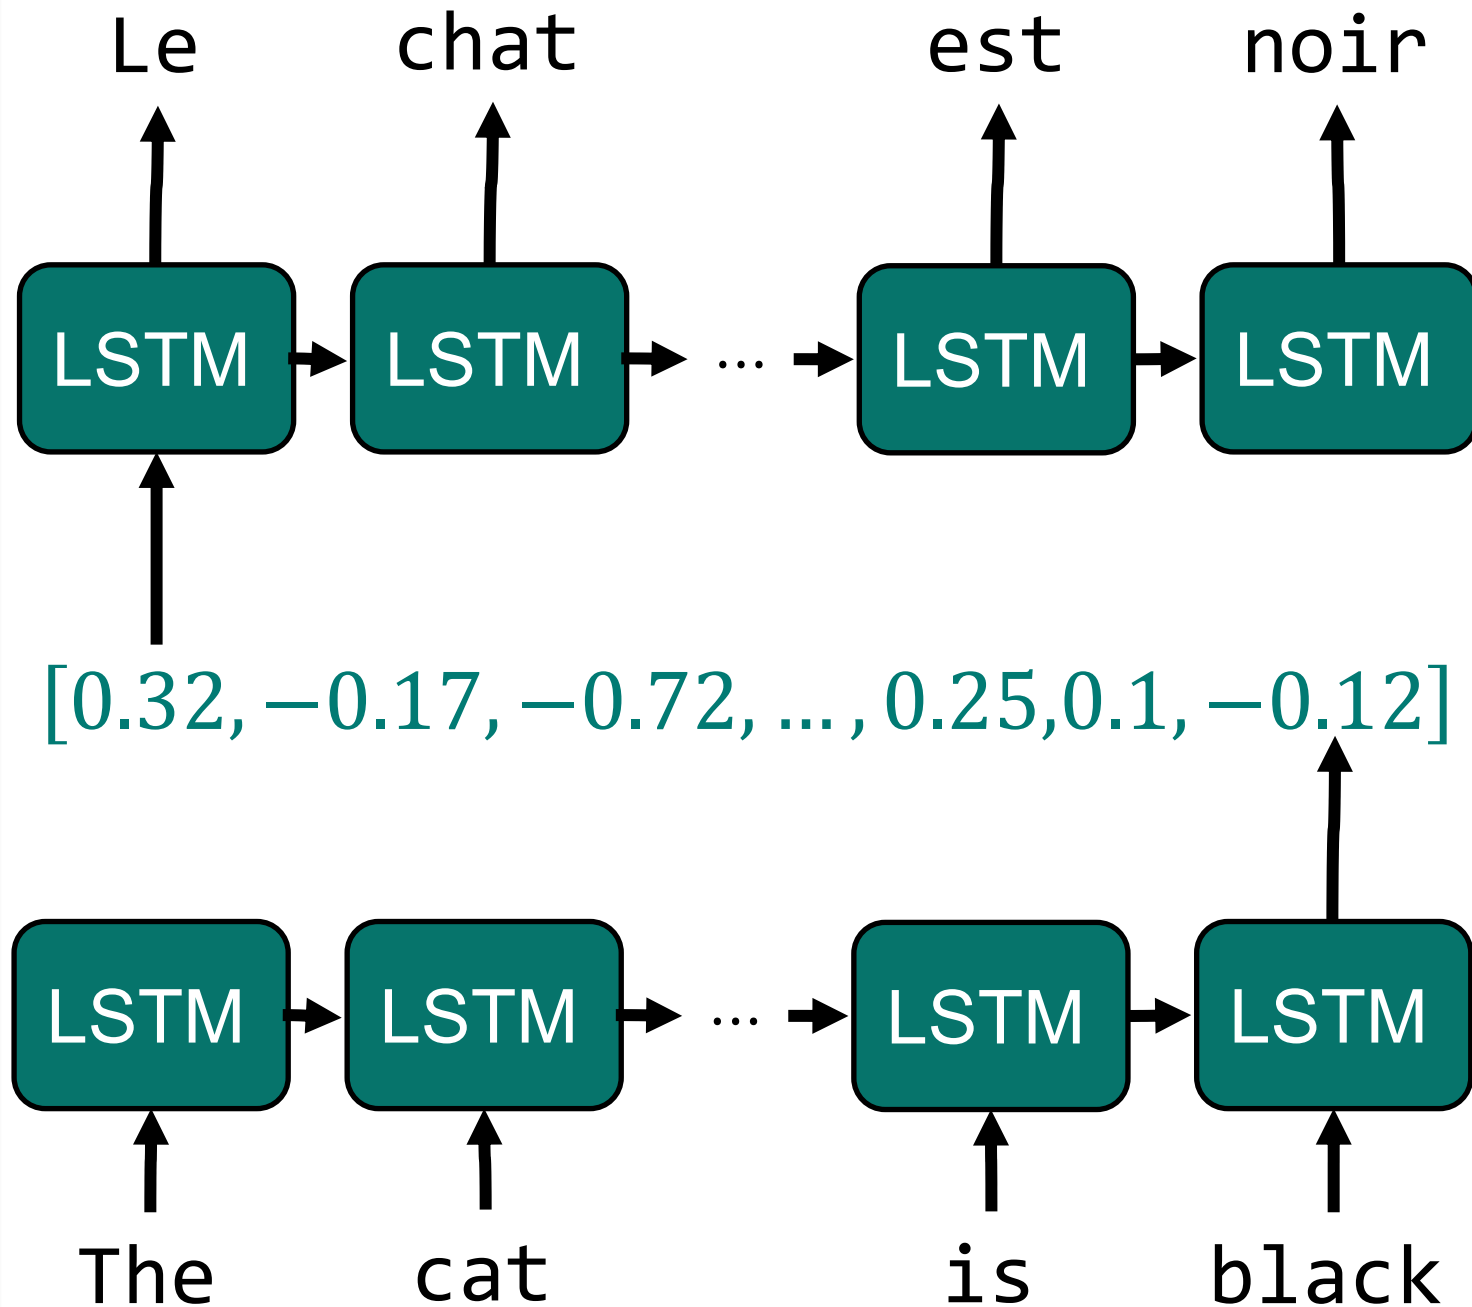 Le chat est noir
LSTM LSTM ... LSTM LSTM
[0.32, −0.17, −0.72, … , 0.25,0.1, −0.12]
LSTM LSTM ... LSTM LSTM
The cat is black